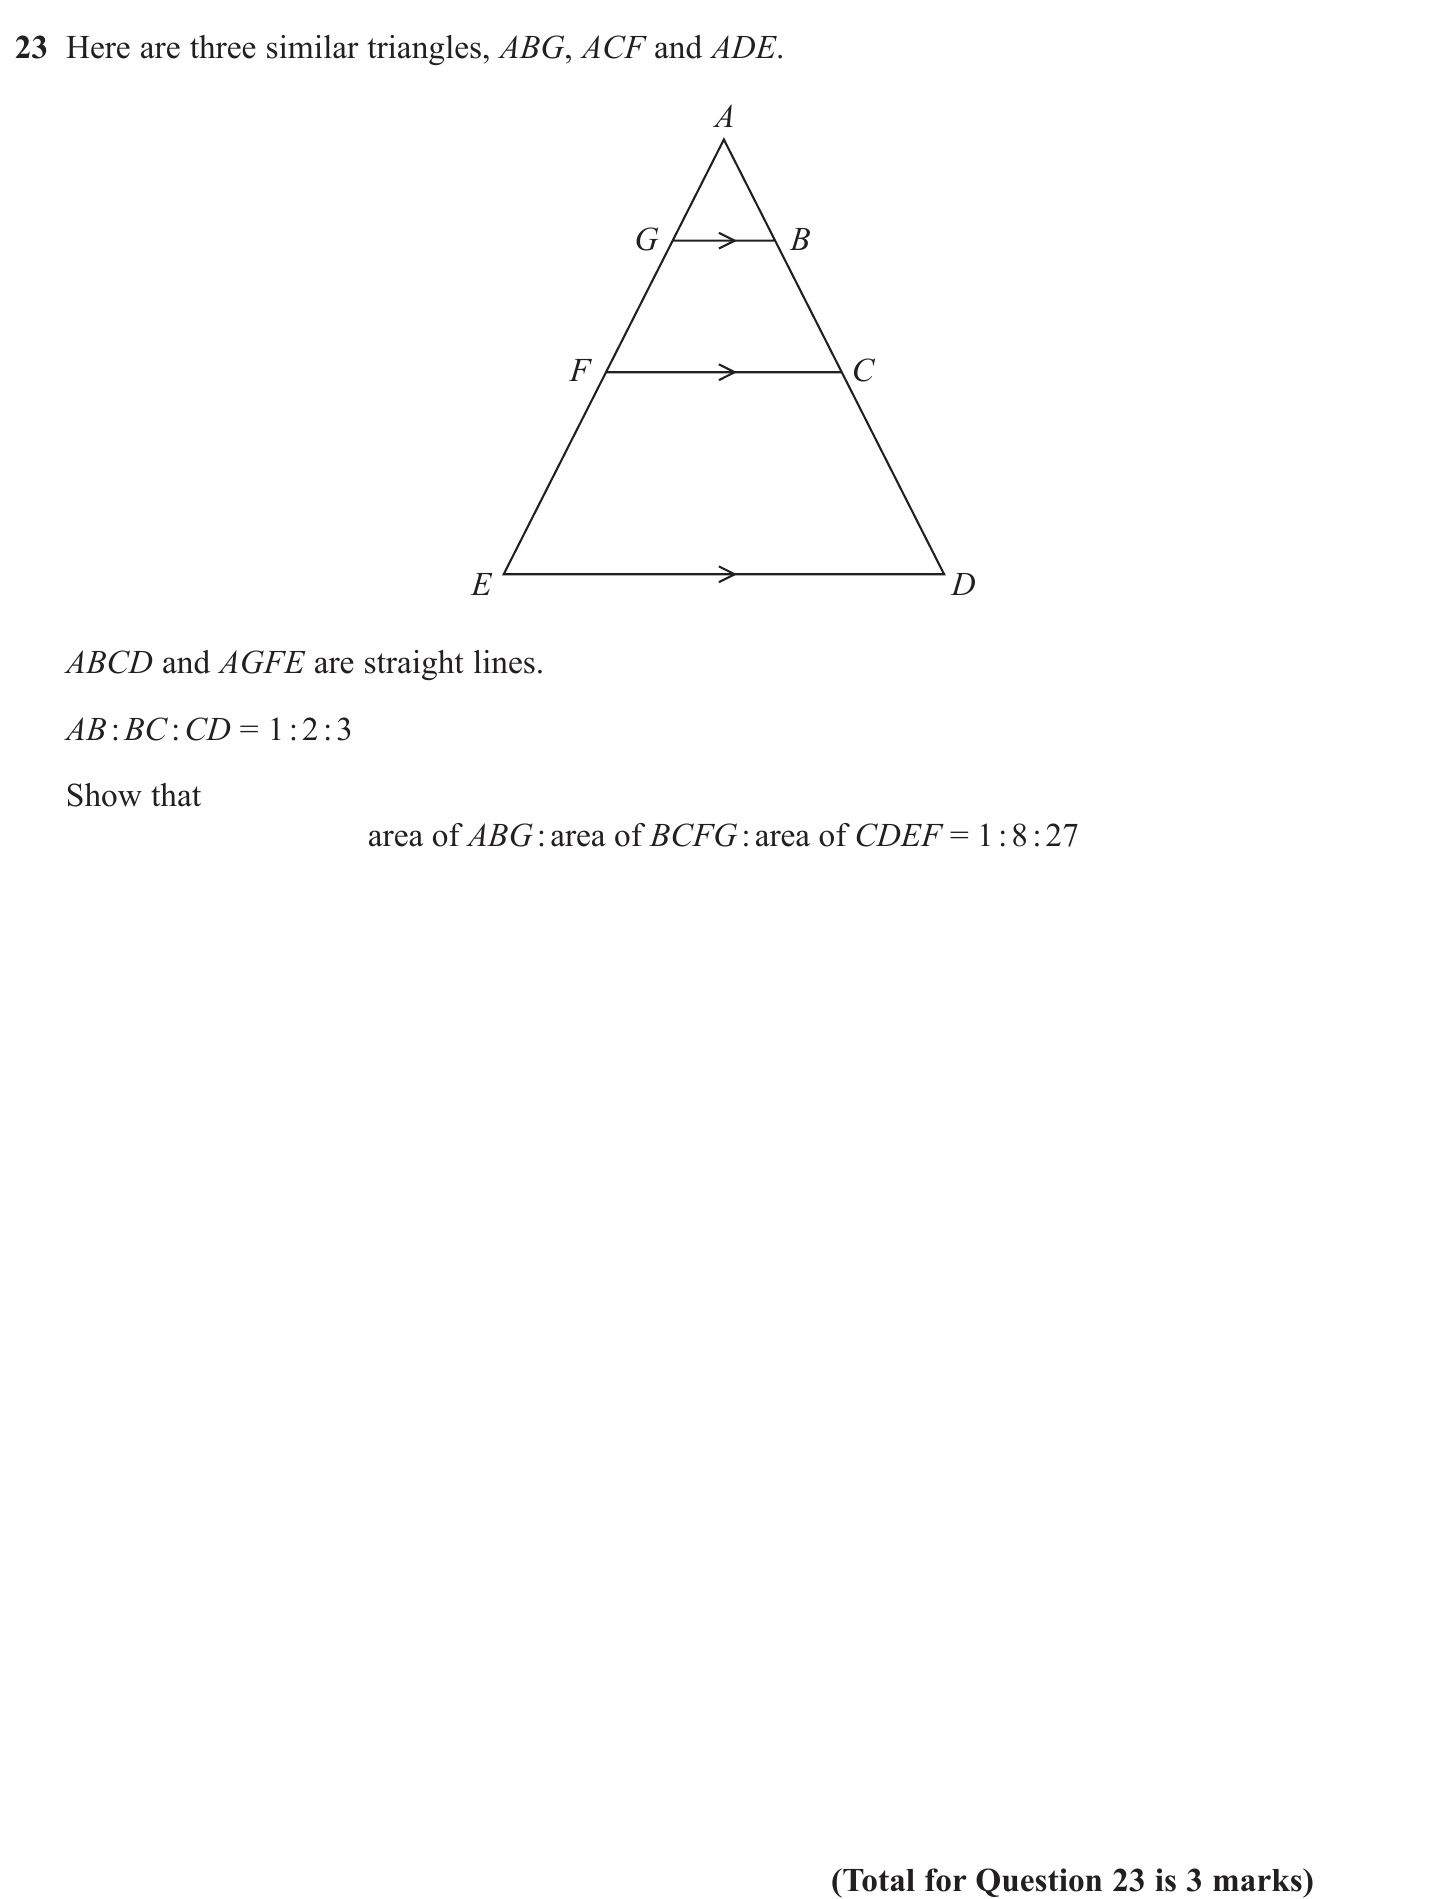 23 Here are three similar triangles, ABG, ACF and ADE.
A
G
B
F
C
E
D
ABCD and AGFE are straight lines.
AB : BC : CD = 1 : 2 : 3
Show that
area of ABG : area of BCFG : area of CDEF = 1 : 8 : 27
(Total for Question 23 is 3 marks)